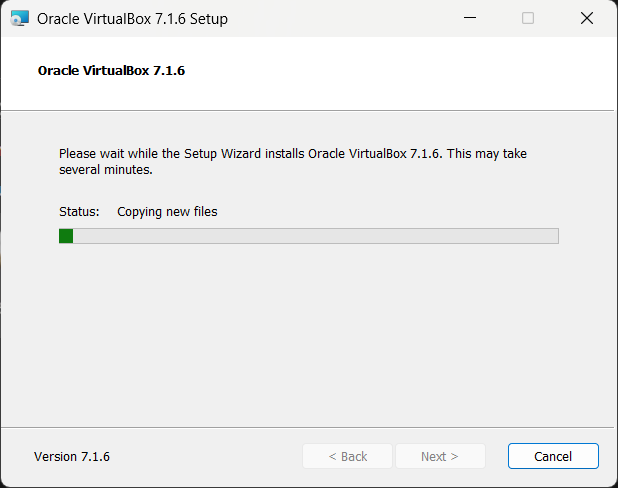 Oracle VirtualBox 7.1.6 Setup
Oracle VirtualBox 7.1.6
Please wait while the Setup Wizard installs Oracle VirtualBox 7.1.6. This may take
several minutes.
Status: Copying new files
Version 7.1.6
< Back
Next >
Cancel